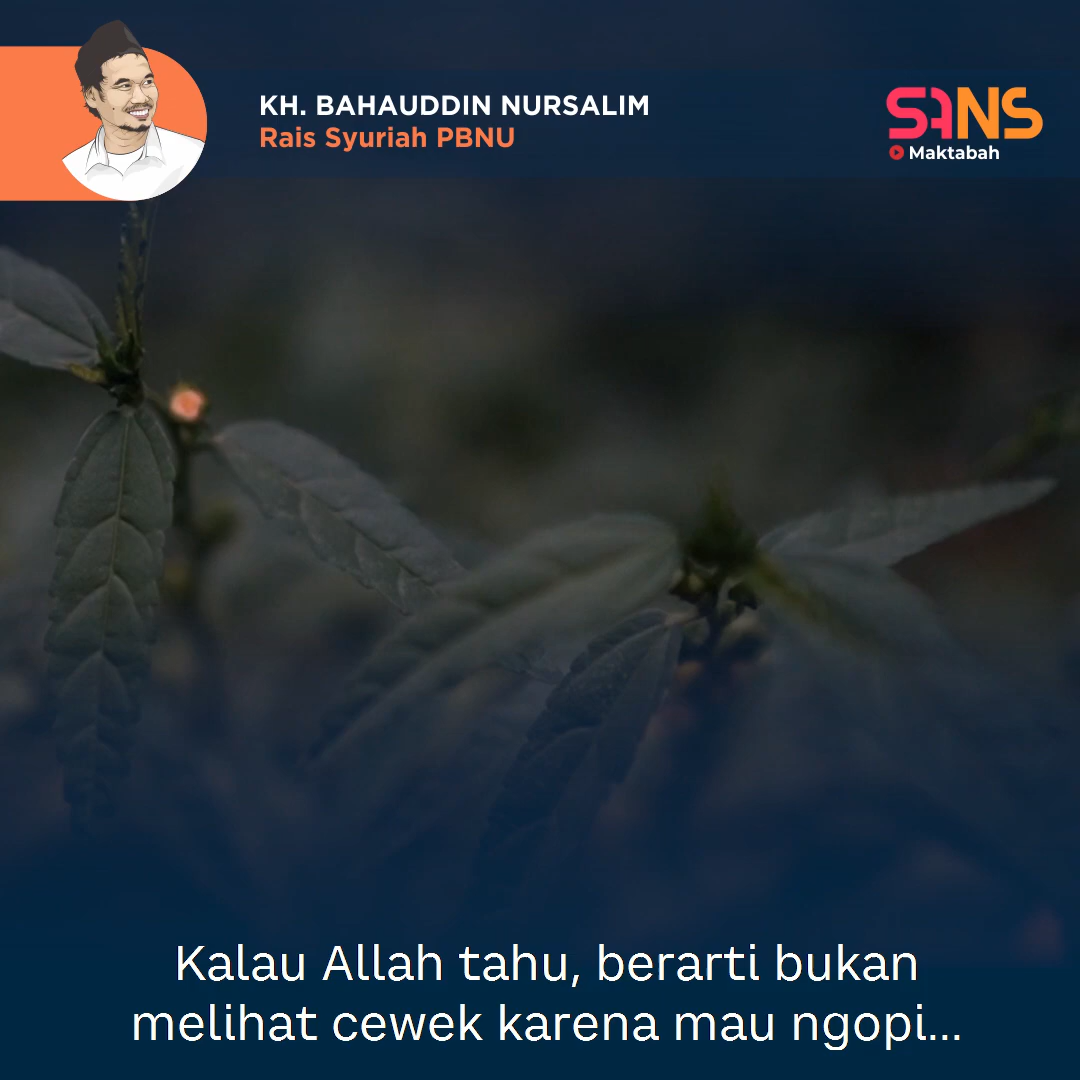 KH. BAHAUDDIN NURSALIM
Rais Syuriah PBNU
SANS
Maktabah
Kalau Allah tahu, berarti bukan
melihat cewek karena mau ngopi...